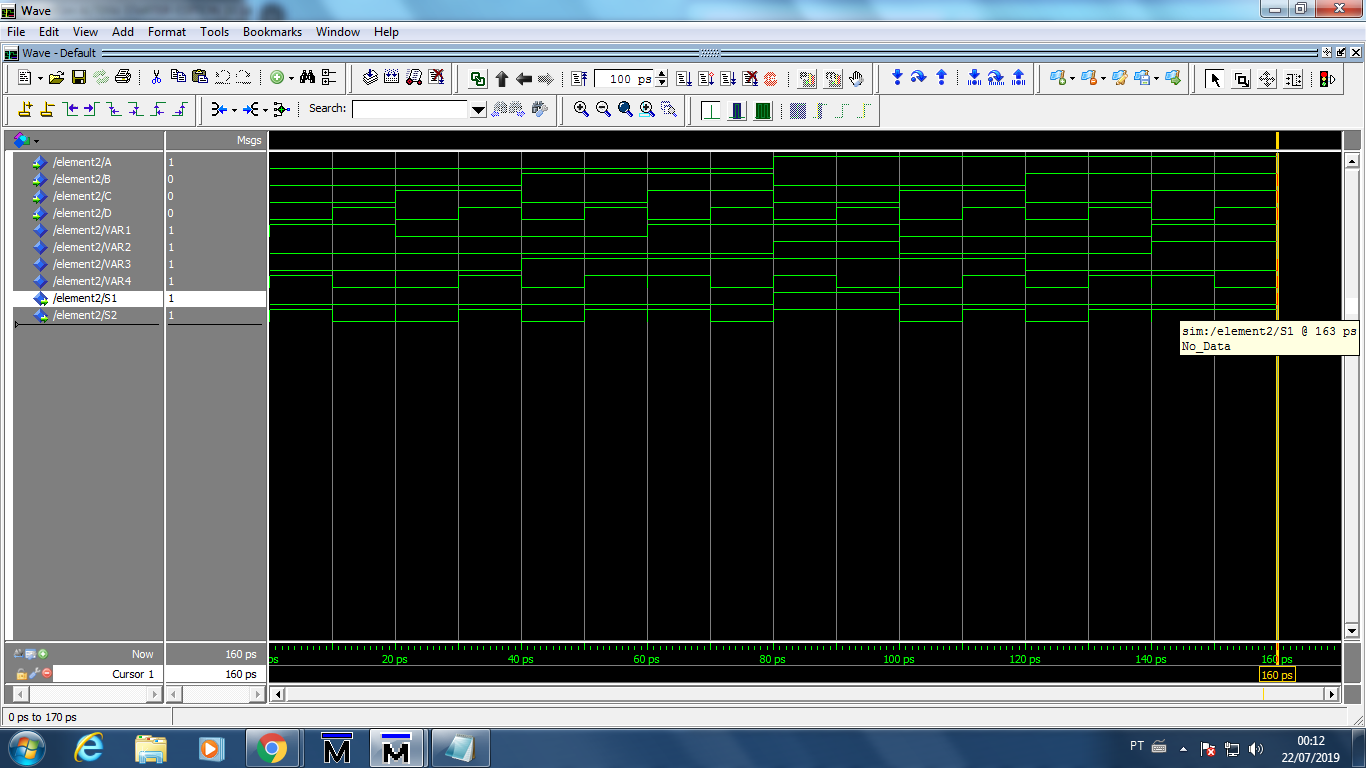 Wave
File Edit View Add Format Tools Bookmarks Window Help
Wave - Default
100 ps
Search:
Msgs
/element2/A 1
/element2/B 0
/element2/C 0
/element2/D 0
/element2/VAR1 1
/element2/VAR2 1
/element2/VAR3 1
/element2/VAR4 1
/element2/S1 1
/element2/S2 1
sim:/element2/S1 @ 163 ps
No_Data
Now 160 ps
ps 20 ps 40 ps 60 ps 80 ps 100 ps 120 ps 140 ps 160 ps
Cursor 1 160 ps
160 ps
0 ps to 170 ps
PT
00:12
22/07/2019